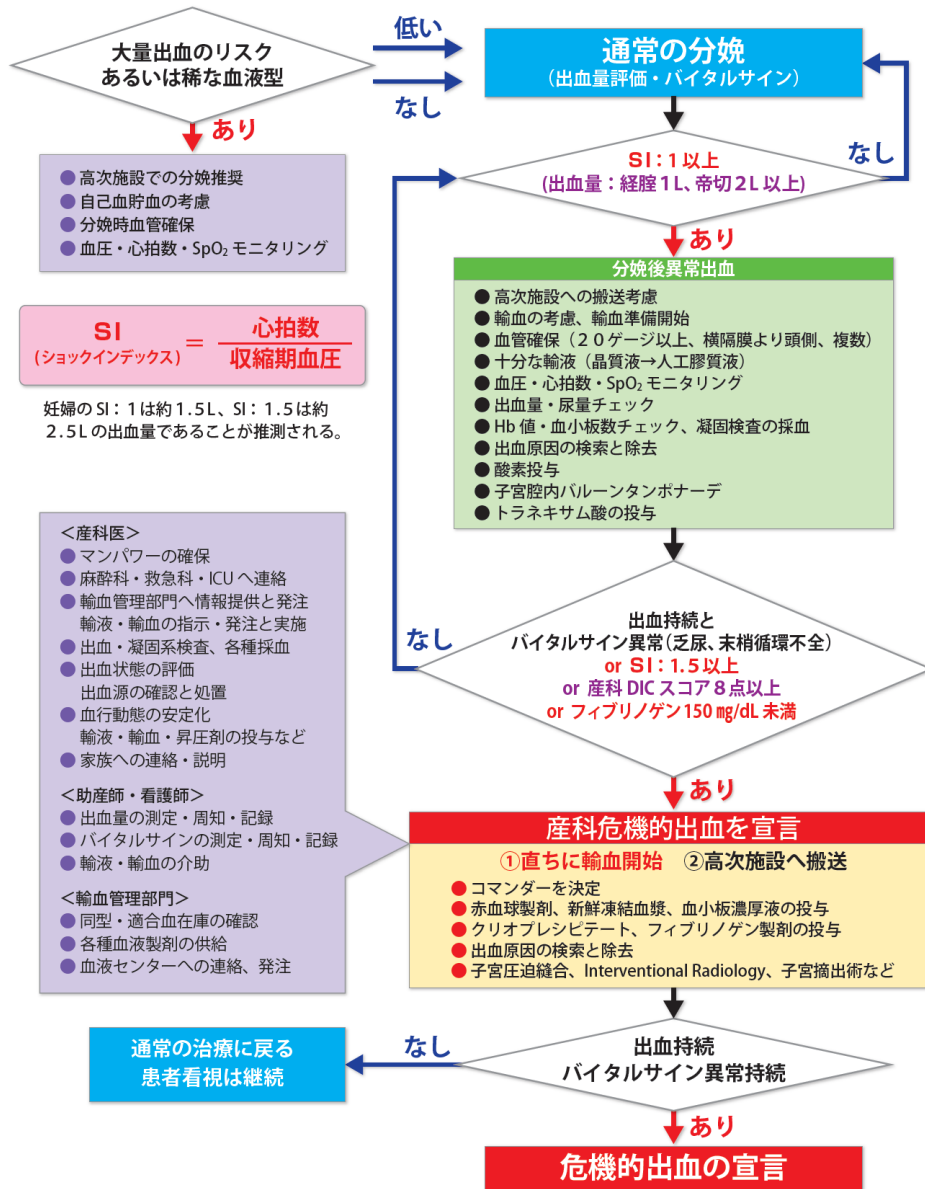 大量出血のリスク
あるいは稀な血液型
低い
なし
通常の分娩
（出血量評価・バイタルサイン）
あり
● 高次施設での分娩推奨
● 自己血貯血の考慮
● 分娩時血管確保
● 血圧・心拍数・SpO₂ モニタリング
SI：1以上
(出血量：経腟1L、帝切2L 以上)
なし
あり
SI
(ショックインデックス)
=
心拍数
収縮期血圧
妊婦の SI：1は約1.5L、SI：1.5は約
2.5Lの出血量であることが推測される。
分娩後異常出血
● 高次施設への搬送考慮
● 輸血の考慮、輸血準備開始
● 血管確保（２０ゲージ以上、横隔膜より頭側、複数）
● 十分な輸液（晶質液→人工膠質液）
● 血圧・心拍数・SpO₂ モニタリング
● 出血量・尿量チェック
● Hb 値・血小板数チェック、凝固検査の採血
● 出血原因の検索と除去
● 酸素投与
● 子宮腔内バルーンタンポナーデ
● トラネキサム酸の投与
出血持続と
バイタルサイン異常（乏尿、末梢循環不全）
or SI：1.5 以上
or 産科 DIC スコア 8 点以上
or フィブリノゲン 150 ㎎/dL 未満
なし
あり
＜産科医＞
● マンパワーの確保
● 麻酔科・救急科・ICU へ連絡
● 輸血管理部門へ情報提供と発注
輸液・輸血の指示・発注と実施
● 出血・凝固系検査、各種採血
● 出血状態の評価
出血源の確認と処置
● 血行動態の安定化
輸液・輸血・昇圧剤の投与など
● 家族への連絡・説明
＜助産師・看護師＞
● 出血量の測定・周知・記録
● バイタルサインの測定・周知・記録
● 輸液・輸血の介助
＜輸血管理部門＞
● 同型・適合血在庫の確認
● 各種血液製剤の供給
● 血液センターへの連絡、発注
産科危機的出血を宣言
①直ちに輸血開始 ②高次施設へ搬送
● コマンダーを決定
● 赤血球製剤、新鮮凍結血漿、血小板濃厚液の投与
● クリオプレシピテート、フィブリノゲン製剤の投与
● 出血原因の検索と除去
● 子宮圧迫縫合、Interventional Radiology、子宮摘出術など
出血持続
バイタルサイン異常持続
なし
通常の治療に戻る
患者看視は継続
あり
危機的出血の宣言